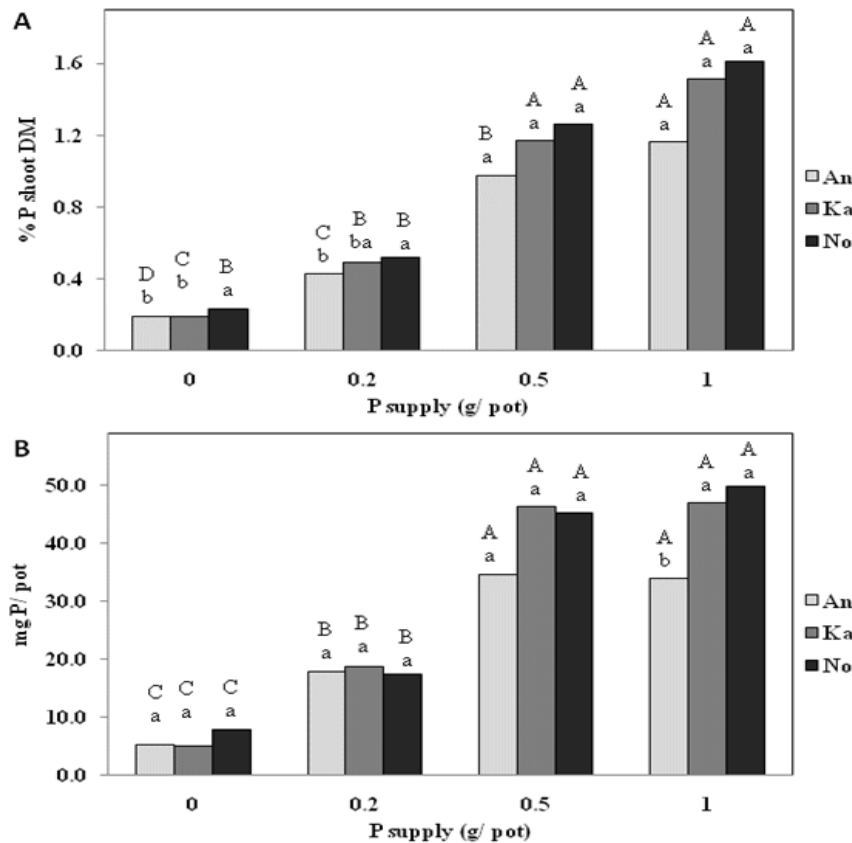 A
% P shoot DM
1.6
1.2
0.8
0.4
0.0
D C B
b b a
C B B
b ba a
B A A
a a a
A A A
a a a
0 0.2 0.5 1
P supply (g/ pot)
An
Ka
No
B
mg P/ pot
50.0
40.0
30.0
20.0
10.0
0.0
C C C
a a a
B B B
a a a
A A A
a a a
A A A
b a a
0 0.2 0.5 1
P supply (g/ pot)
An
Ka
No